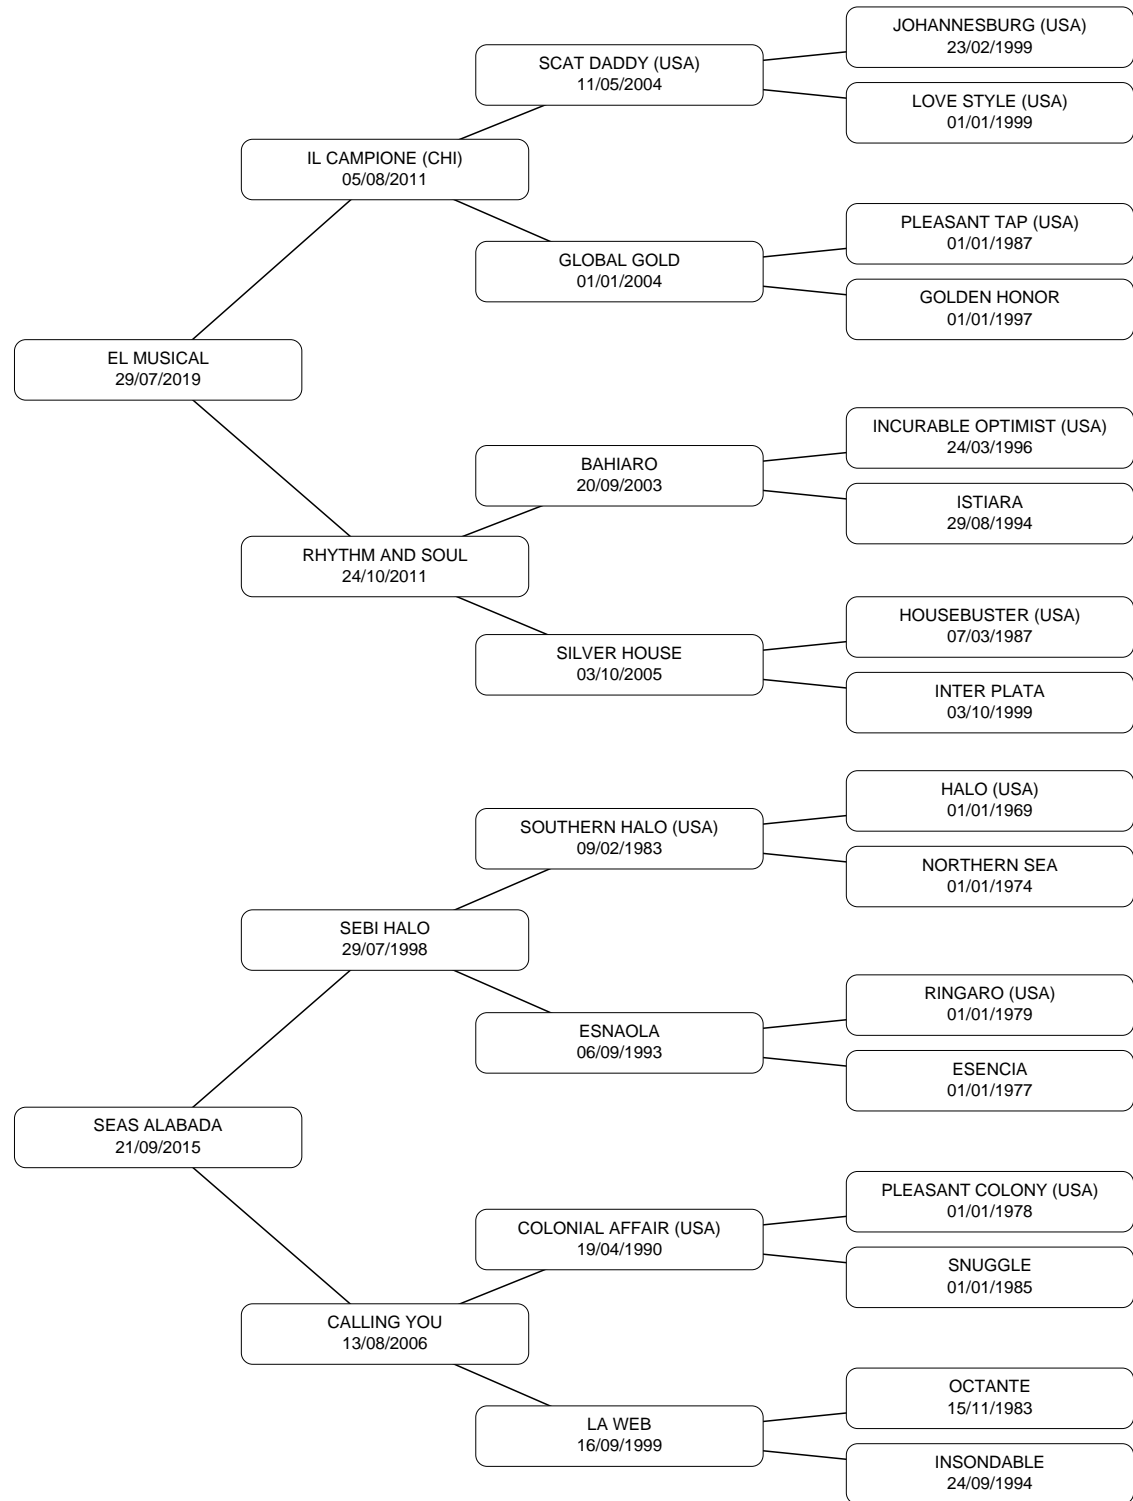 JOHANNESBURG (USA)
23/02/1999
SCAT DADDY (USA)
11/05/2004
LOVE STYLE (USA)
01/01/1999
IL CAMPIONE (CHI)
05/08/2011
PLEASANT TAP (USA)
01/01/1987
GLOBAL GOLD
01/01/2004
GOLDEN HONOR
01/01/1997
EL MUSICAL
29/07/2019
INCURABLE OPTIMIST (USA)
24/03/1996
BAHIARO
20/09/2003
ISTIARA
29/08/1994
RHYTHM AND SOUL
24/10/2011
HOUSEBUSTER (USA)
07/03/1987
SILVER HOUSE
03/10/2005
INTER PLATA
03/10/1999
HALO (USA)
01/01/1969
SOUTHERN HALO (USA)
09/02/1983
NORTHERN SEA
01/01/1974
SEBI HALO
29/07/1998
RINGARO (USA)
01/01/1979
ESNAOLA
06/09/1993
ESENCIA
01/01/1977
SEAS ALABADA
21/09/2015
PLEASANT COLONY (USA)
01/01/1978
COLONIAL AFFAIR (USA)
19/04/1990
SNUGGLE
01/01/1985
CALLING YOU
13/08/2006
OCTANTE
15/11/1983
LA WEB
16/09/1999
INSONDABLE
24/09/1994